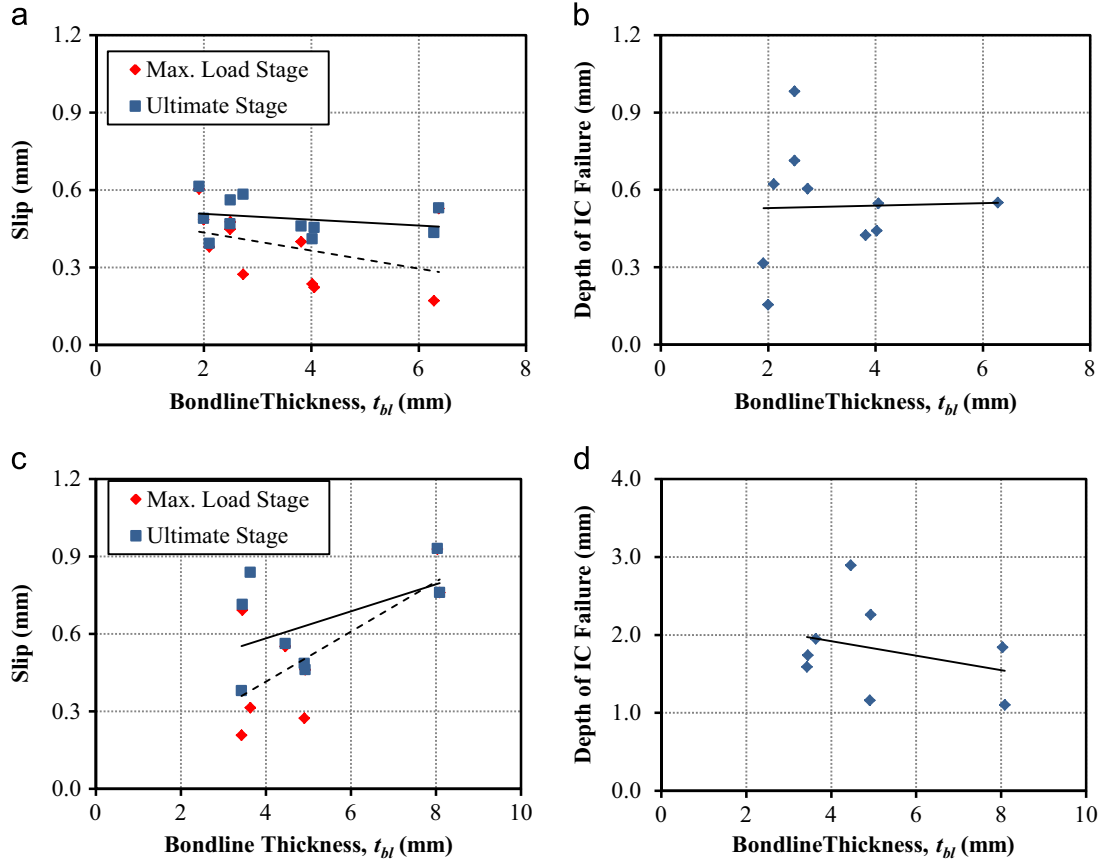 a
1.2
Max. Load Stage
Ultimate Stage
0.9
0.6
0.3
0.0
0 2 4 6 8
Slip (mm)
BondlineThickness, tbl (mm)
b
1.2
0.9
0.6
0.3
0.0
0 2 4 6 8
Depth of IC Failure (mm)
BondlineThickness, tbl (mm)
c
1.2
Max. Load Stage
Ultimate Stage
0.9
0.6
0.3
0.0
0 2 4 6 8 10
Slip (mm)
Bondline Thickness, tbl (mm)
d
4.0
3.0
2.0
1.0
0.0
0 2 4 6 8 10
Depth of IC Failure (mm)
BondlineThickness, tbl (mm)